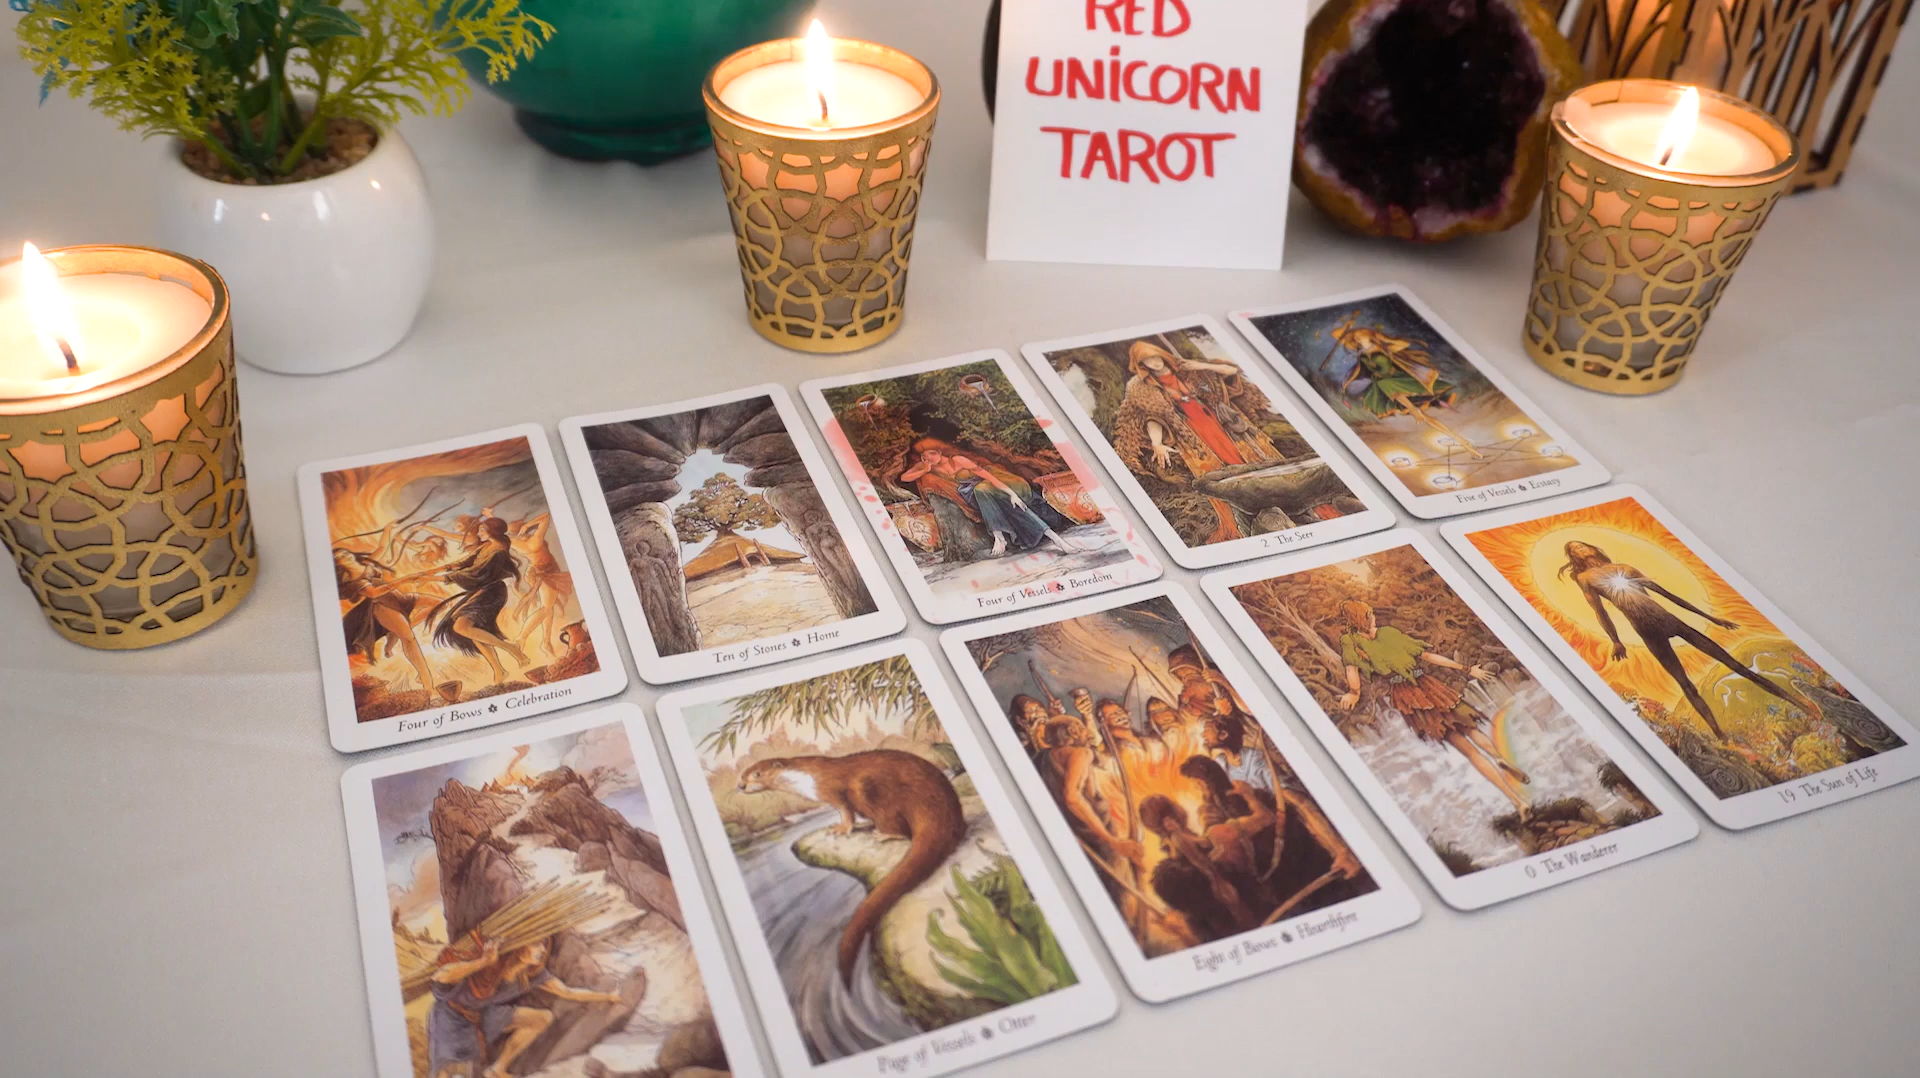 RED
UNiCORN
TAROT
Four of Bows Celebration
Ten of Stones Home
Four of Vessels Boredom
2 The Seer
Five of Vessels Ecstasy
Page of Vessels Otter
Eight of Bows Hearthfire
0 The Wanderer
19 The Sun of Life